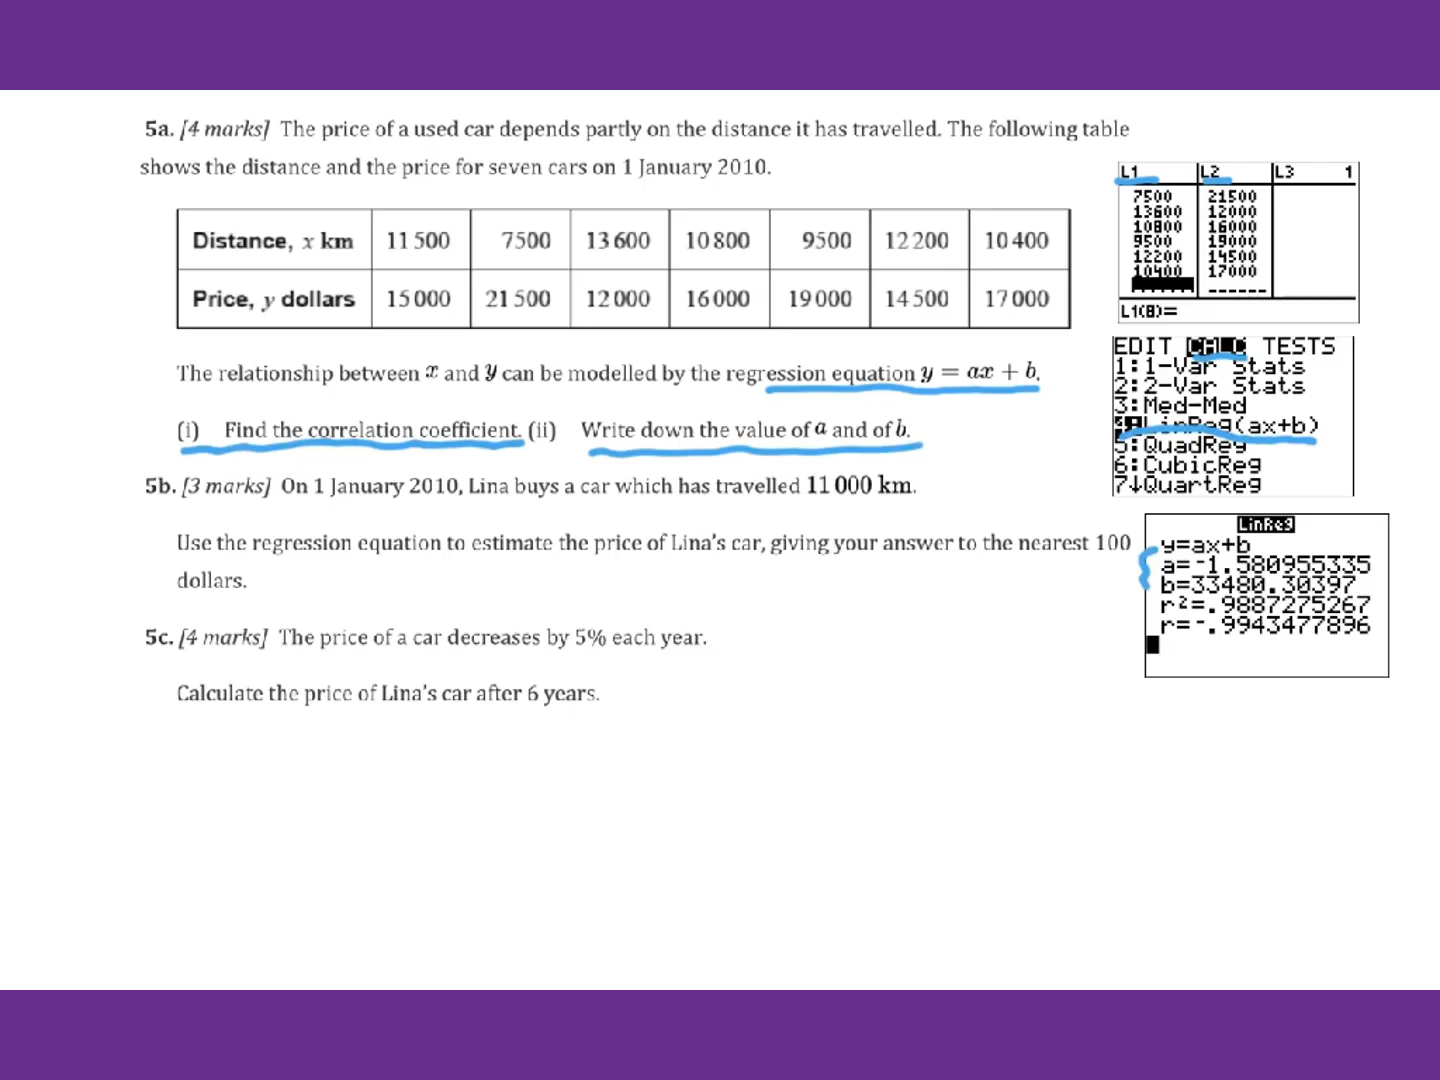 5a. [4 marks] The price of a used car depends partly on the distance it has travelled. The following table
shows the distance and the price for seven cars on 1 January 2010.
Distance, x km 11 500 7500 13 600 10 800 9500 12 200 10 400
Price, y dollars 15 000 21 500 12 000 16 000 19 000 14 500 17 000
The relationship between x and y can be modelled by the regression equation y = ax + b.
(i) Find the correlation coefficient. (ii) Write down the value of a and of b.
5b. [3 marks] On 1 January 2010, Lina buys a car which has travelled 11 000 km.
Use the regression equation to estimate the price of Lina's car, giving your answer to the nearest 100
dollars.
5c. [4 marks] The price of a car decreases by 5% each year.
Calculate the price of Lina's car after 6 years.
L1 L2 L3 1
7500 21500
13600 12000
10800 16000
9500 19000
12200 14500
10400 17000
------
L1(8)=
EDIT CALC TESTS
1:1-Var Stats
2:2-Var Stats
3:Med-Med
4:LinReg(ax+b)
5:QuadReg
6:CubicReg
7↓QuartReg
LinReg
y=ax+b
a=-1.580955335
b=33480.30397
r²=.9887275267
r=-.9943477896